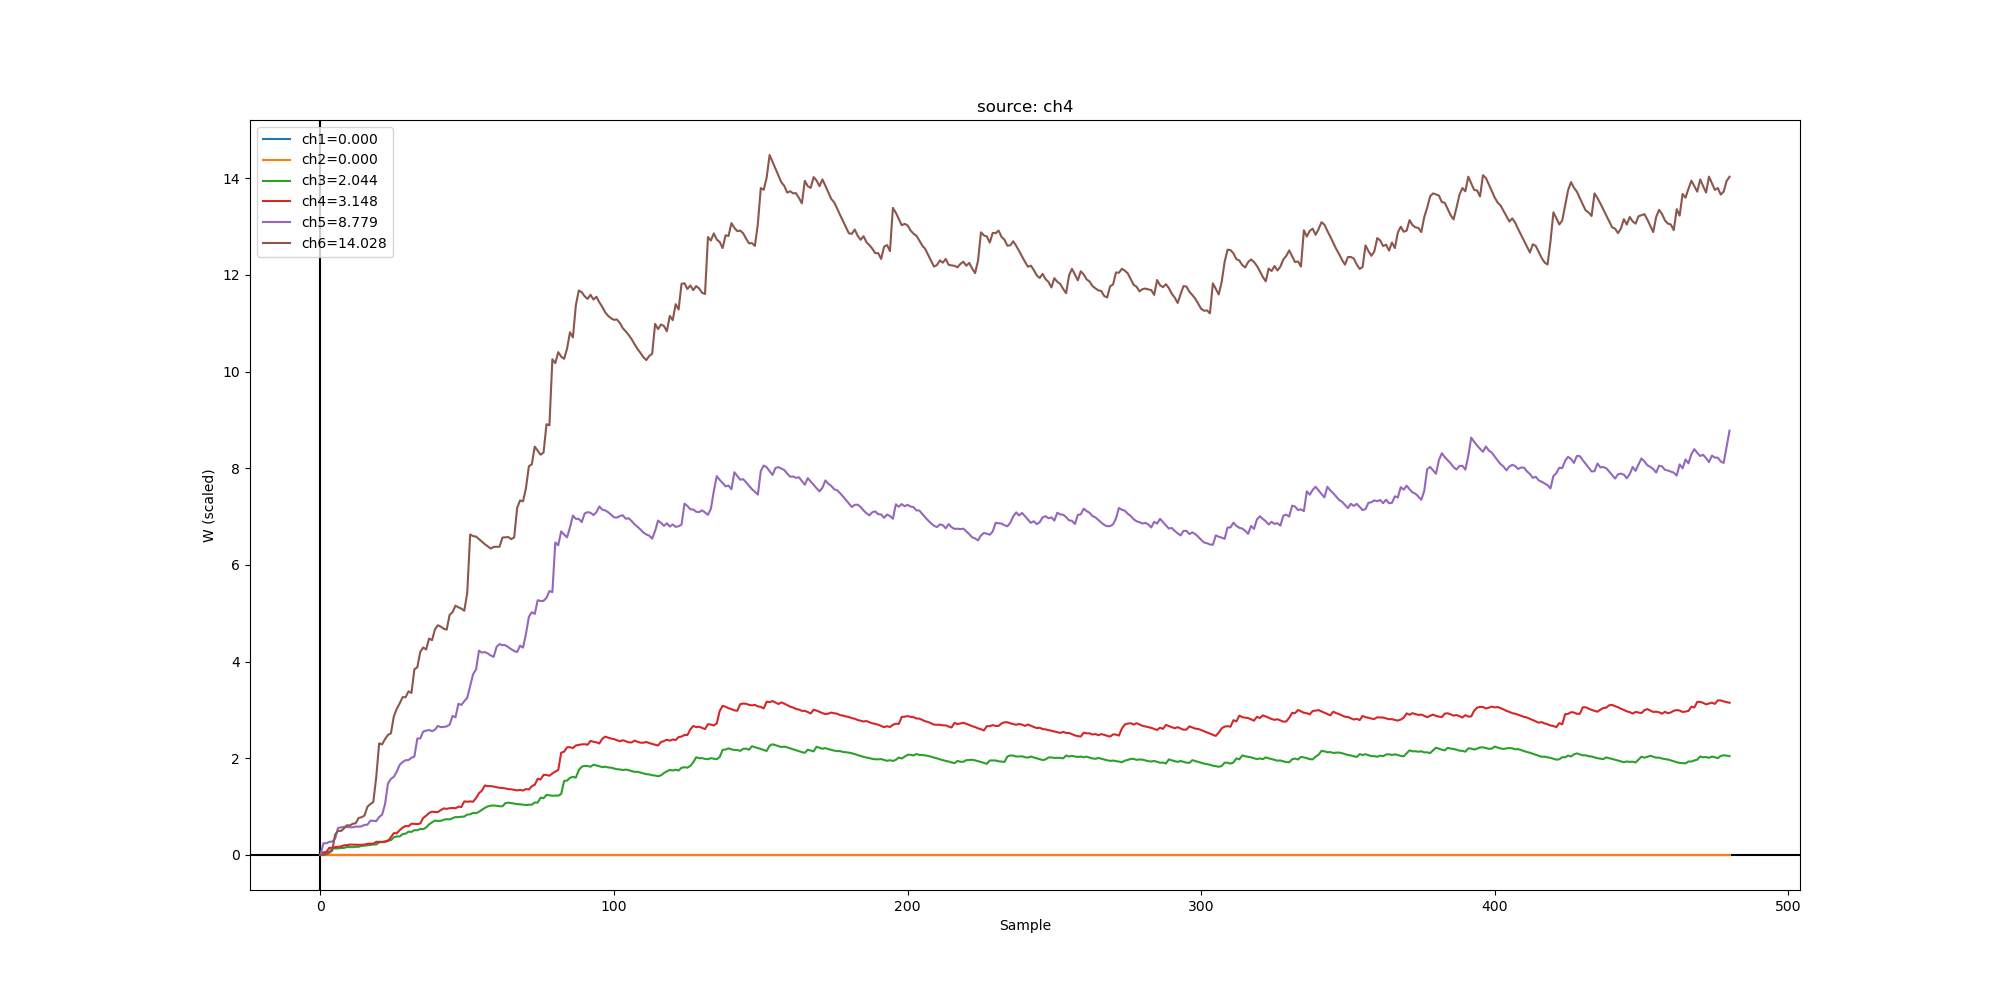 source: ch4
ch1=0.000
ch2=0.000
ch3=2.044
ch4=3.148
ch5=8.779
ch6=14.028
W (scaled)
14
12
10
8
6
4
2
0
0 100 200 300 400 500
Sample